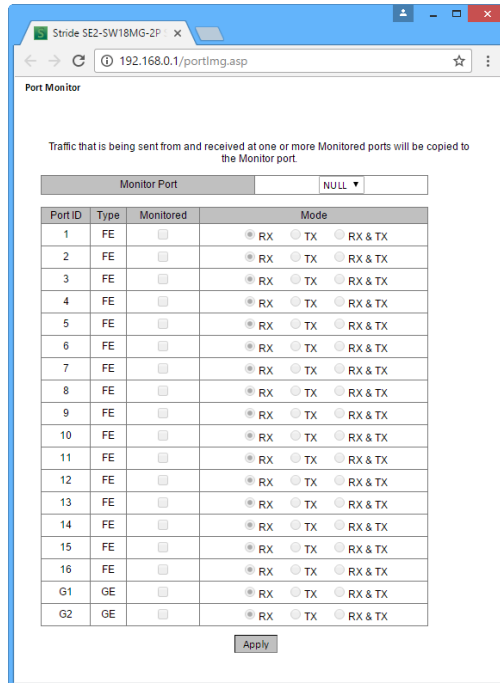 Stride SE2-SW18MG-2P
192.168.0.1/portImg.asp
Port Monitor
Traffic that is being sent from and received at one or more Monitored ports will be copied to
the Monitor port.
Monitor Port NULL
Port ID Type Monitored Mode
1 FE RX TX RX & TX
2 FE RX TX RX & TX
3 FE RX TX RX & TX
4 FE RX TX RX & TX
5 FE RX TX RX & TX
6 FE RX TX RX & TX
7 FE RX TX RX & TX
8 FE RX TX RX & TX
9 FE RX TX RX & TX
10 FE RX TX RX & TX
11 FE RX TX RX & TX
12 FE RX TX RX & TX
13 FE RX TX RX & TX
14 FE RX TX RX & TX
15 FE RX TX RX & TX
16 FE RX TX RX & TX
G1 GE RX TX RX & TX
G2 GE RX TX RX & TX
Apply